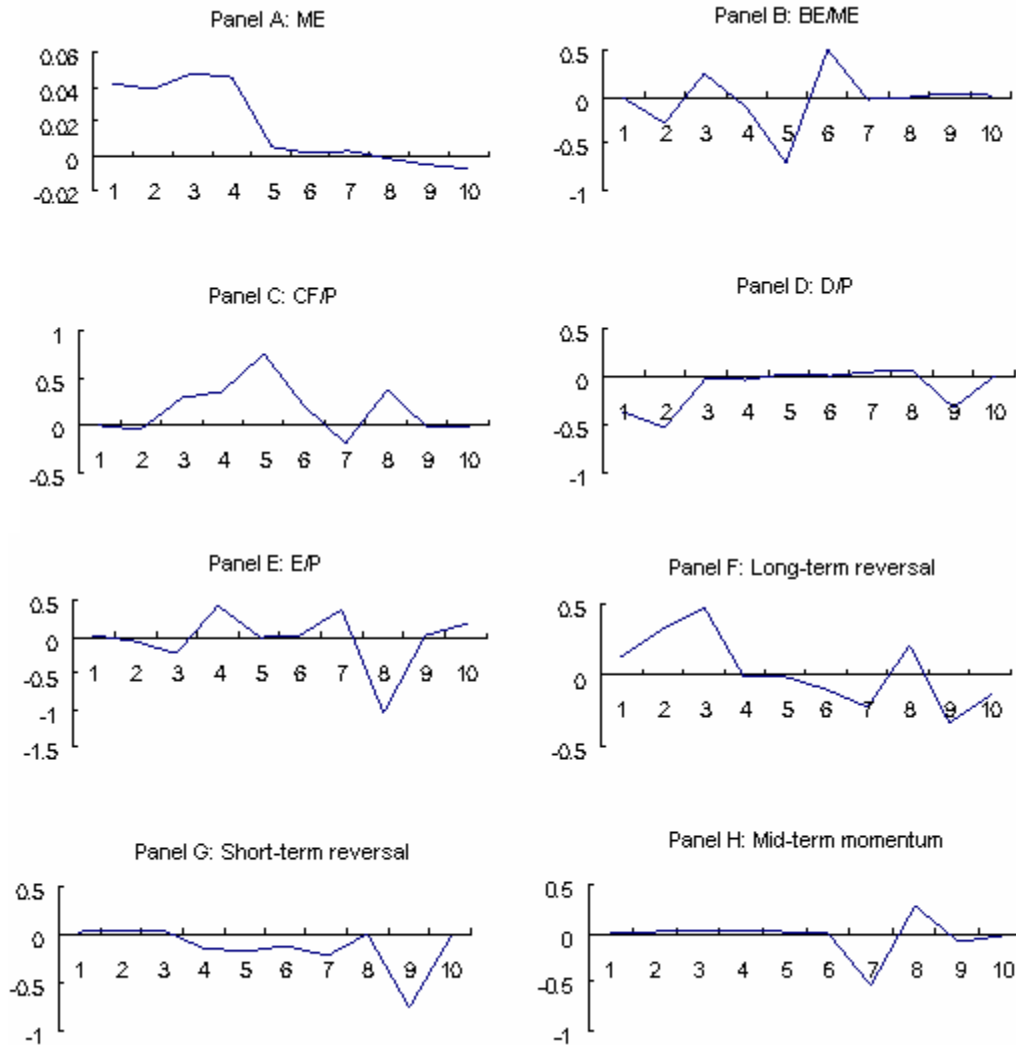 Panel A: ME
0.06
0.04
0.02
0
-0.02
1 2 3 4 5 6 7 8 9 10
Panel B: BE/ME
0.5
0
-0.5
-1
1 2 3 4 5 6 7 8 9 10
Panel C: CF/P
1
0.5
0
-0.5
1 2 3 4 5 6 7 8 9 10
Panel D: D/P
0.5
0
-0.5
-1
1 2 3 4 5 6 7 8 9 10
Panel E: E/P
0.5
0
-0.5
-1
-1.5
1 2 3 4 5 6 7 8 9 10
Panel F: Long-term reversal
0.5
0
-0.5
1 2 3 4 5 6 7 8 9 10
Panel G: Short-term reversal
0.5
0
-0.5
-1
1 2 3 4 5 6 7 8 9 10
Panel H: Mid-term momentum
0.5
0
-0.5
-1
1 2 3 4 5 6 7 8 9 10